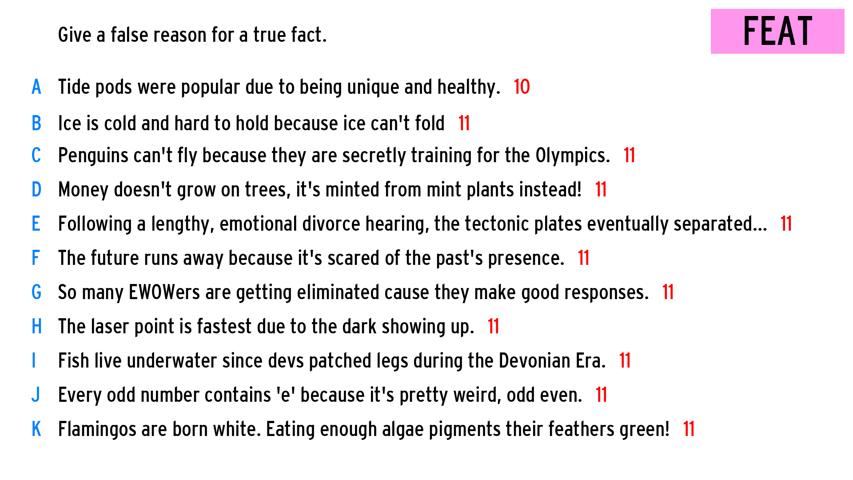 Give a false reason for a true fact.
FEAT
A Tide pods were popular due to being unique and healthy. 10
B Ice is cold and hard to hold because ice can't fold 11
C Penguins can't fly because they are secretly training for the Olympics. 11
D Money doesn't grow on trees, it's minted from mint plants instead! 11
E Following a lengthy, emotional divorce hearing, the tectonic plates eventually separated... 11
F The future runs away because it's scared of the past's presence. 11
G So many EWOWers are getting eliminated cause they make good responses. 11
H The laser point is fastest due to the dark showing up. 11
I Fish live underwater since devs patched legs during the Devonian Era. 11
J Every odd number contains 'e' because it's pretty weird, odd even. 11
K Flamingos are born white. Eating enough algae pigments their feathers green! 11